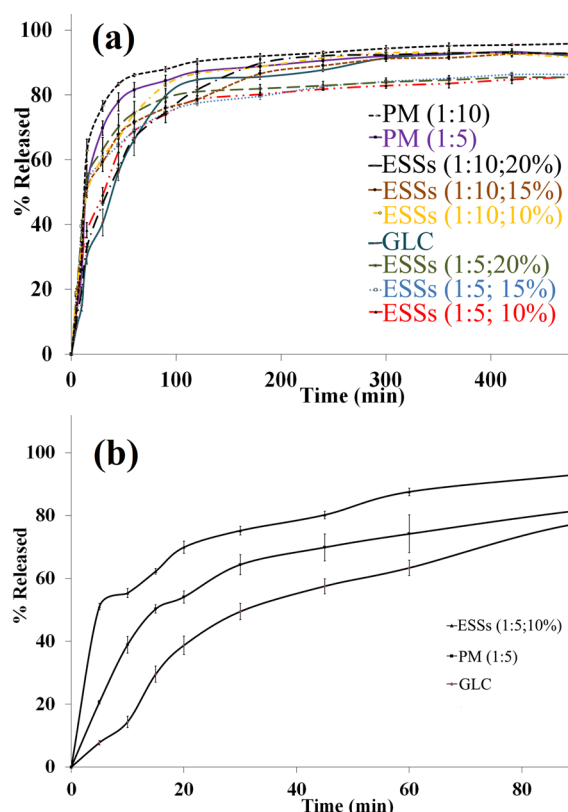 (a)
100
80
60
40
20
0
% Released
PM (1:10)
PM (1:5)
ESSs (1:10;20%)
ESSs (1:10;15%)
ESSs (1:10;10%)
GLC
ESSs (1:5;20%)
ESSs (1:5; 15%)
ESSs (1:5; 10%)
0 100 200 300 400
Time (min)
(b)
100
80
60
40
20
0
% Released
ESSs (1:5;10%)
PM (1:5)
GLC
0 20 40 60 80
Time (min)